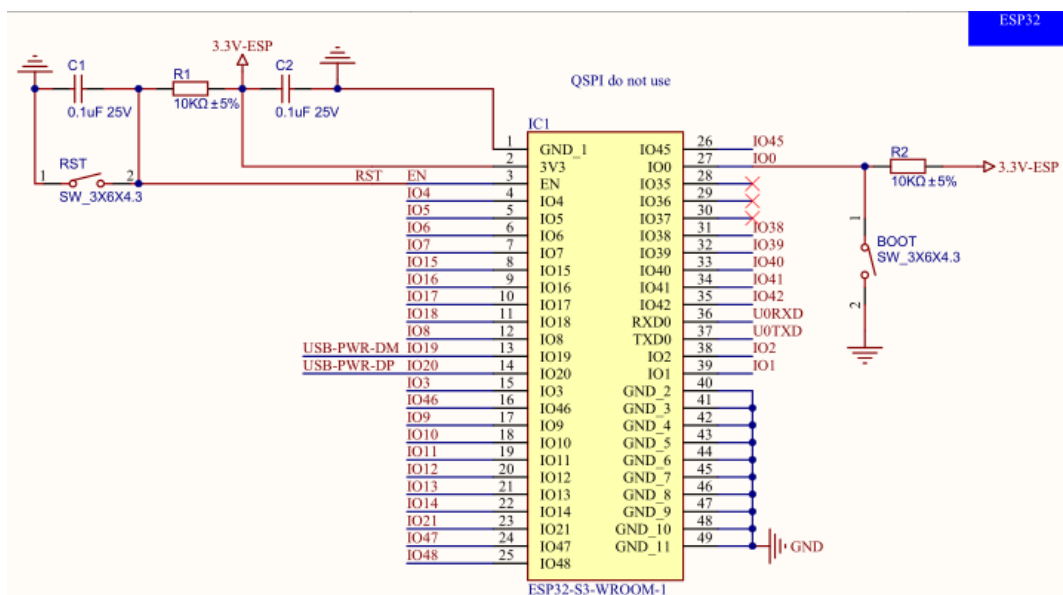 ESP32
3.3V-ESP
C1
R1
C2
0.1uF 25V
10KΩ±5%
0.1uF 25V
QSPI do not use
RST
1
2
SW_3X6X4.3
IC1
RST EN
IO4
IO5
IO6
IO7
IO15
IO16
IO17
IO18
IO8
USB-PWR-DM IO19
USB-PWR-DP IO20
IO3
IO46
IO9
IO10
IO11
IO12
IO13
IO14
IO21
IO47
IO48
1 GND_1
2 3V3
3 EN
4 IO4
5 IO5
6 IO6
7 IO7
8 IO15
9 IO16
10 IO17
11 IO18
12 IO8
13 IO19
14 IO20
15 IO3
16 IO46
17 IO9
18 IO10
19 IO11
20 IO12
21 IO13
22 IO14
23 IO21
24 IO47
25 IO48
IO45 26 IO45
IO0 27 IO0
IO35 28
IO36 29
IO37 30
IO38 31 IO38
IO39 32 IO39
IO40 33 IO40
IO41 34 IO41
IO42 35 IO42
RXD0 36 U0RXD
TXD0 37 U0TXD
IO2 38 IO2
IO1 39 IO1
GND_2 40
GND_3 41
GND_4 42
GND_5 43
GND_6 44
GND_7 45
GND_8 46
GND_9 47
GND_10 48
GND_11 49
GND
ESP32-S3-WROOM-1
R2
10KΩ±5%
3.3V-ESP
1
BOOT
SW_3X6X4.3
2